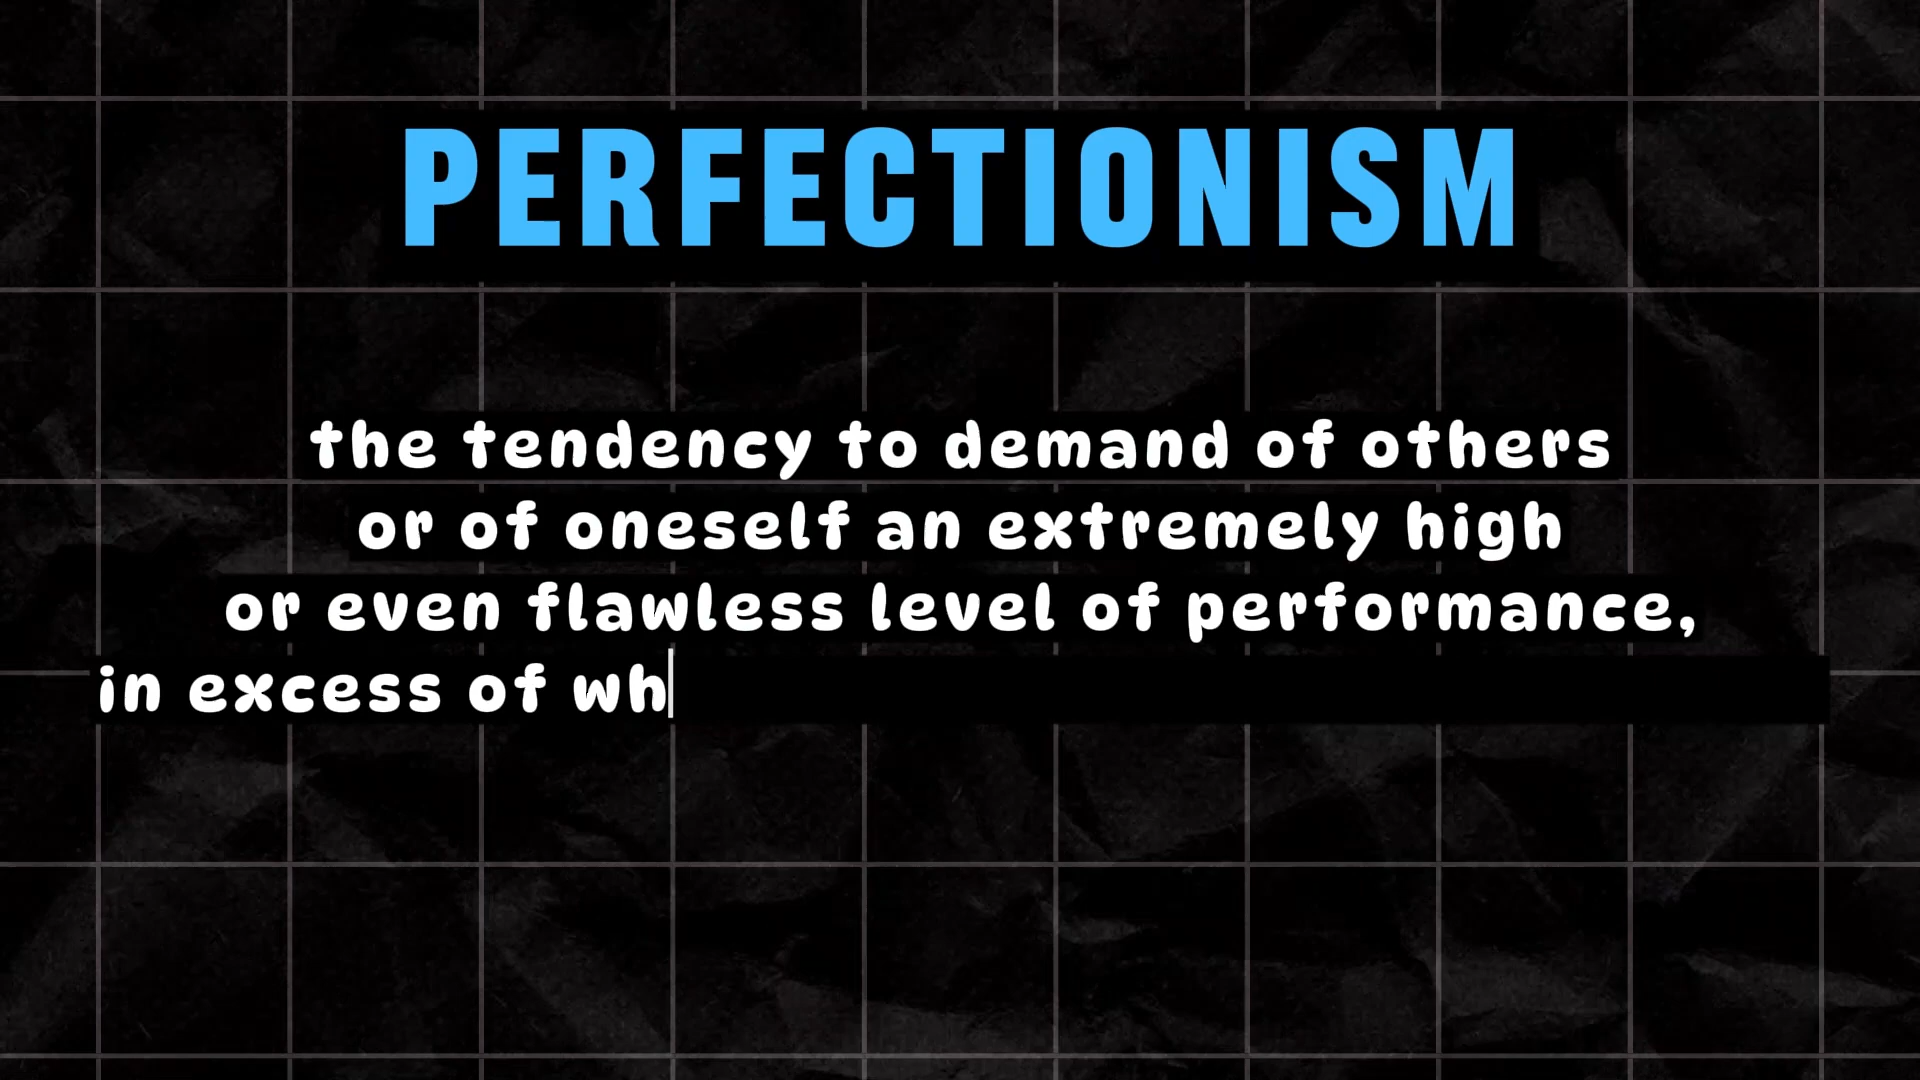 PERFECTIONISM
the tendency to demand of others
or of oneself an extremely high
or even flawless level of performance,
in excess of wh